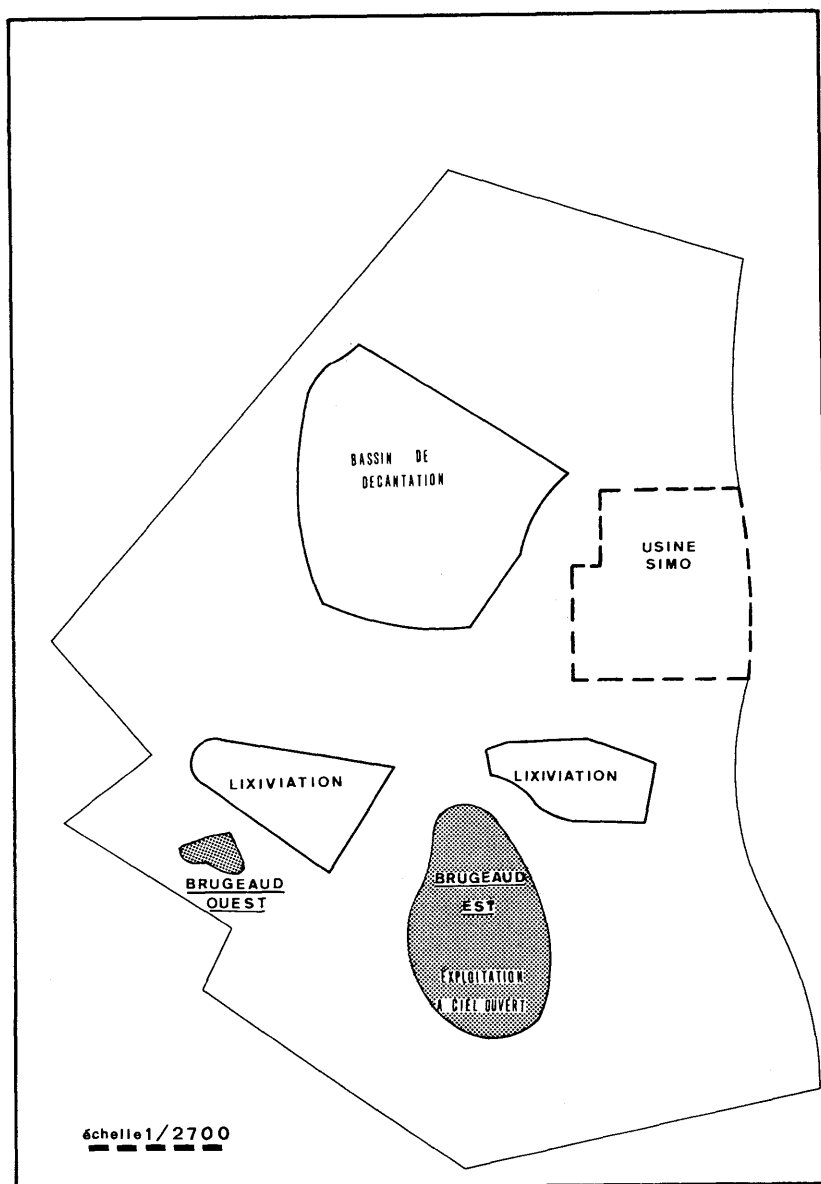 BASSIN DE
DECANTATION
USINE
SIMO
LIXIVIATION
LIXIVIATION
BRUGEAUD
OUEST
BRUGEAUD
EST
EXPLOITATION
A CIEL OUVERT
échelle 1/2700